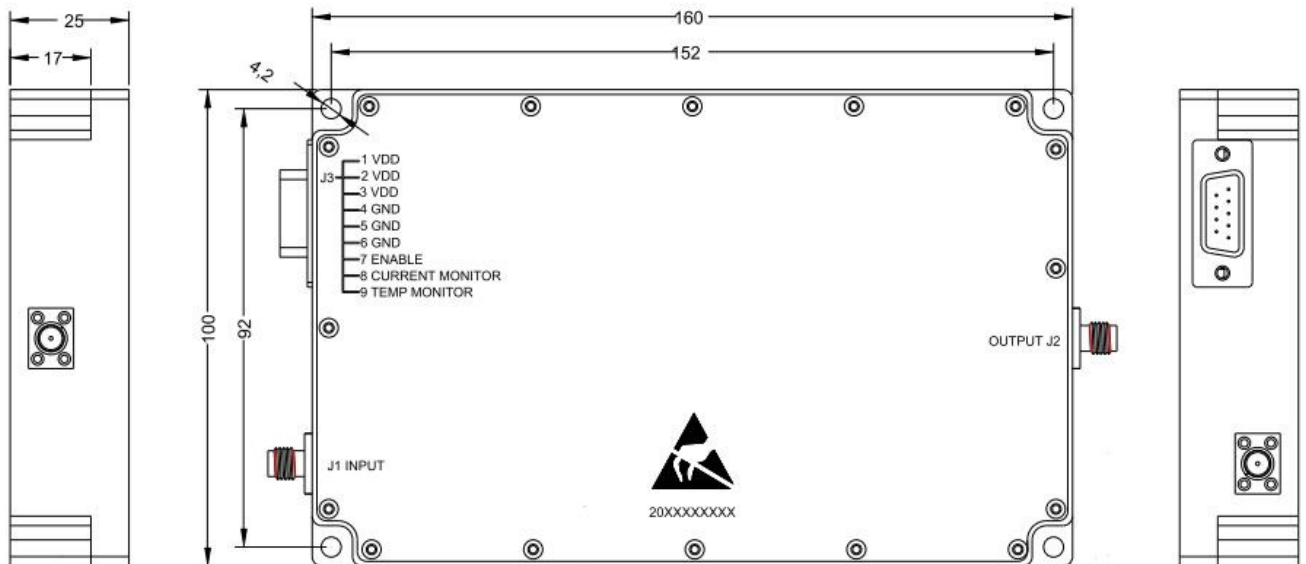 25
160
17
152
4,2
1 VDD
J3
2 VDD
3 VDD
4 GND
5 GND
6 GND
7 ENABLE
8 CURRENT MONITOR
9 TEMP MONITOR
100
92
OUTPUT J2
J1 INPUT
20XXXXXXXX